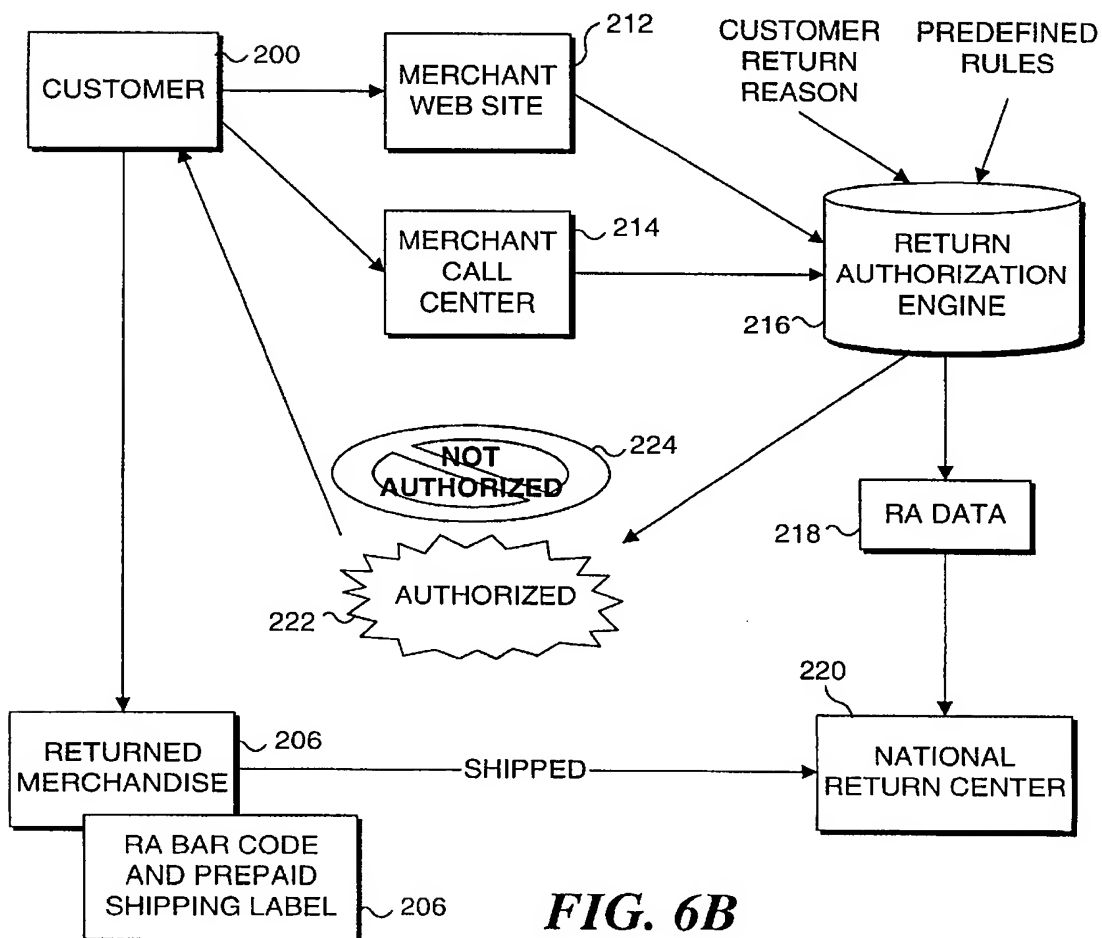 200
CUSTOMER
212
MERCHANT
WEB SITE
CUSTOMER
RETURN
REASON
PREDEFINED
RULES
214
MERCHANT
CALL
CENTER
RETURN
AUTHORIZATION
ENGINE
216
224
NOT
AUTHORIZED
AUTHORIZED
222
RA DATA
218
220
NATIONAL
RETURN CENTER
RETURNED
MERCHANDISE
206
SHIPPED
RA BAR CODE
AND PREPAID
SHIPPING LABEL
206
FIG. 6B